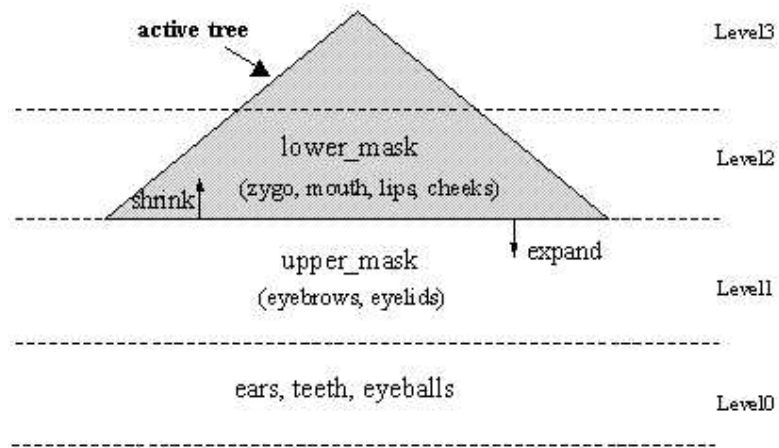 active tree
Level3
lower_mask
Level2
(zygo, mouth, lips, cheeks)
shrink
expand
upper_mask
(eyebrows, eyelids)
Level1
ears, teeth, eyeballs
Level0